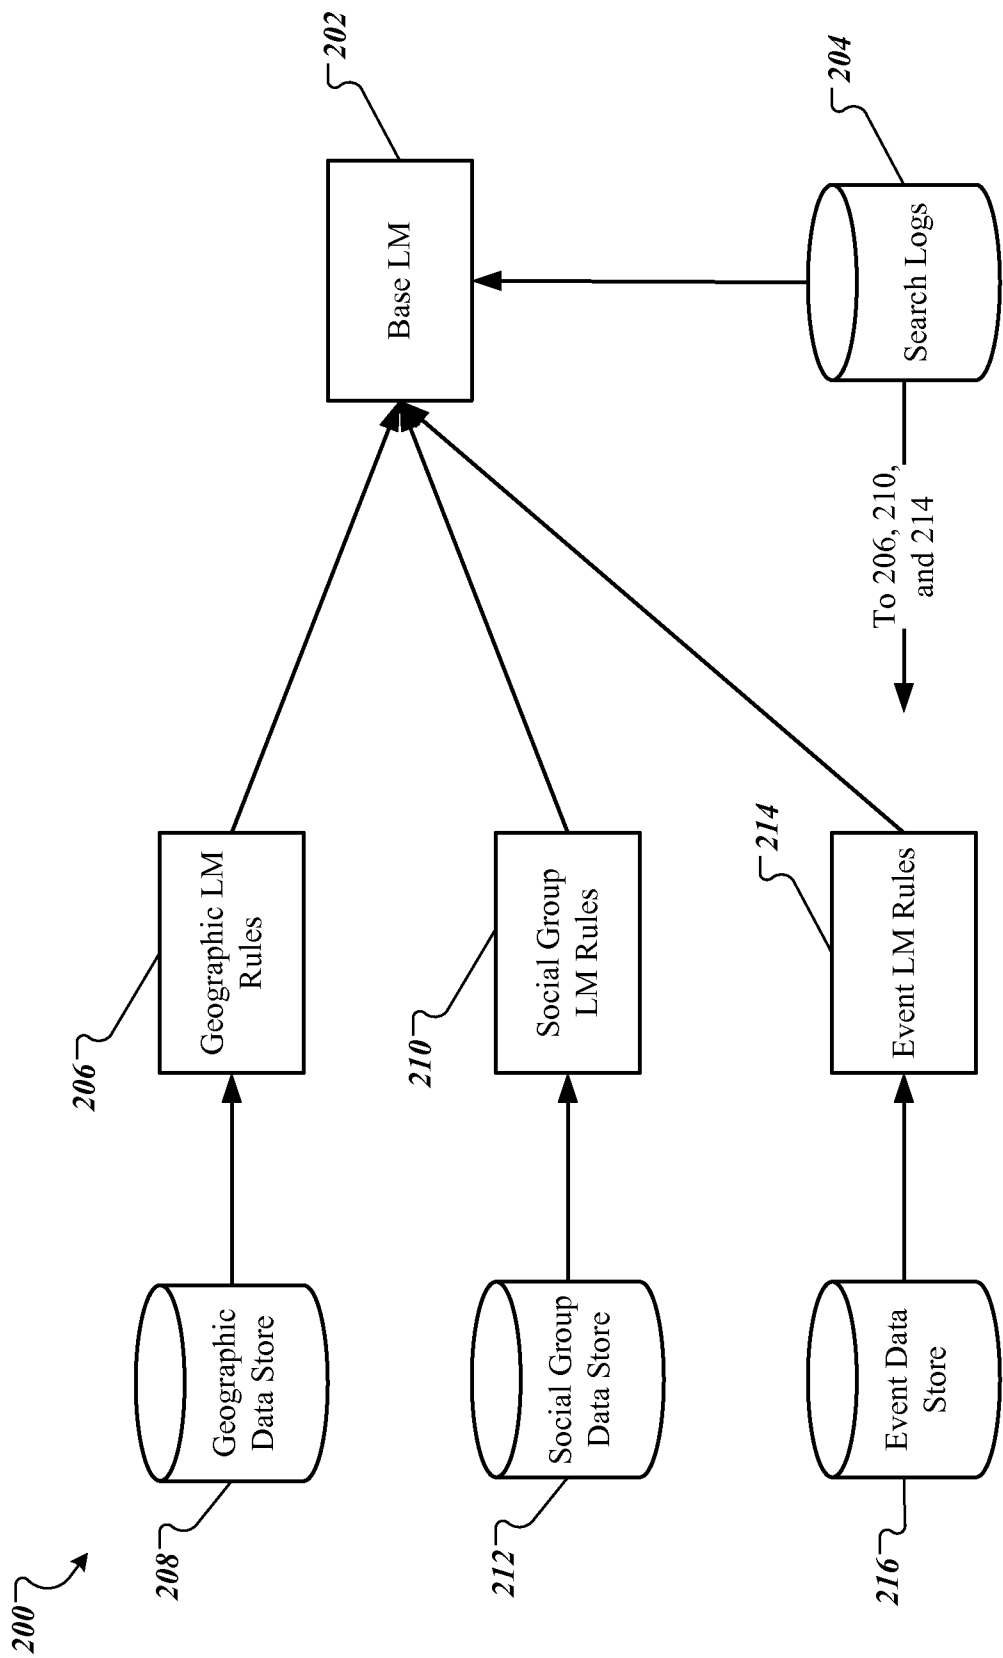 200
208
Geographic
Data Store
206
Geographic LM
Rules
202
Base LM
212
Social Group
Data Store
210
Social Group
LM Rules
216
Event Data
Store
214
Event LM Rules
To 206, 210,
and 214
204
Search Logs